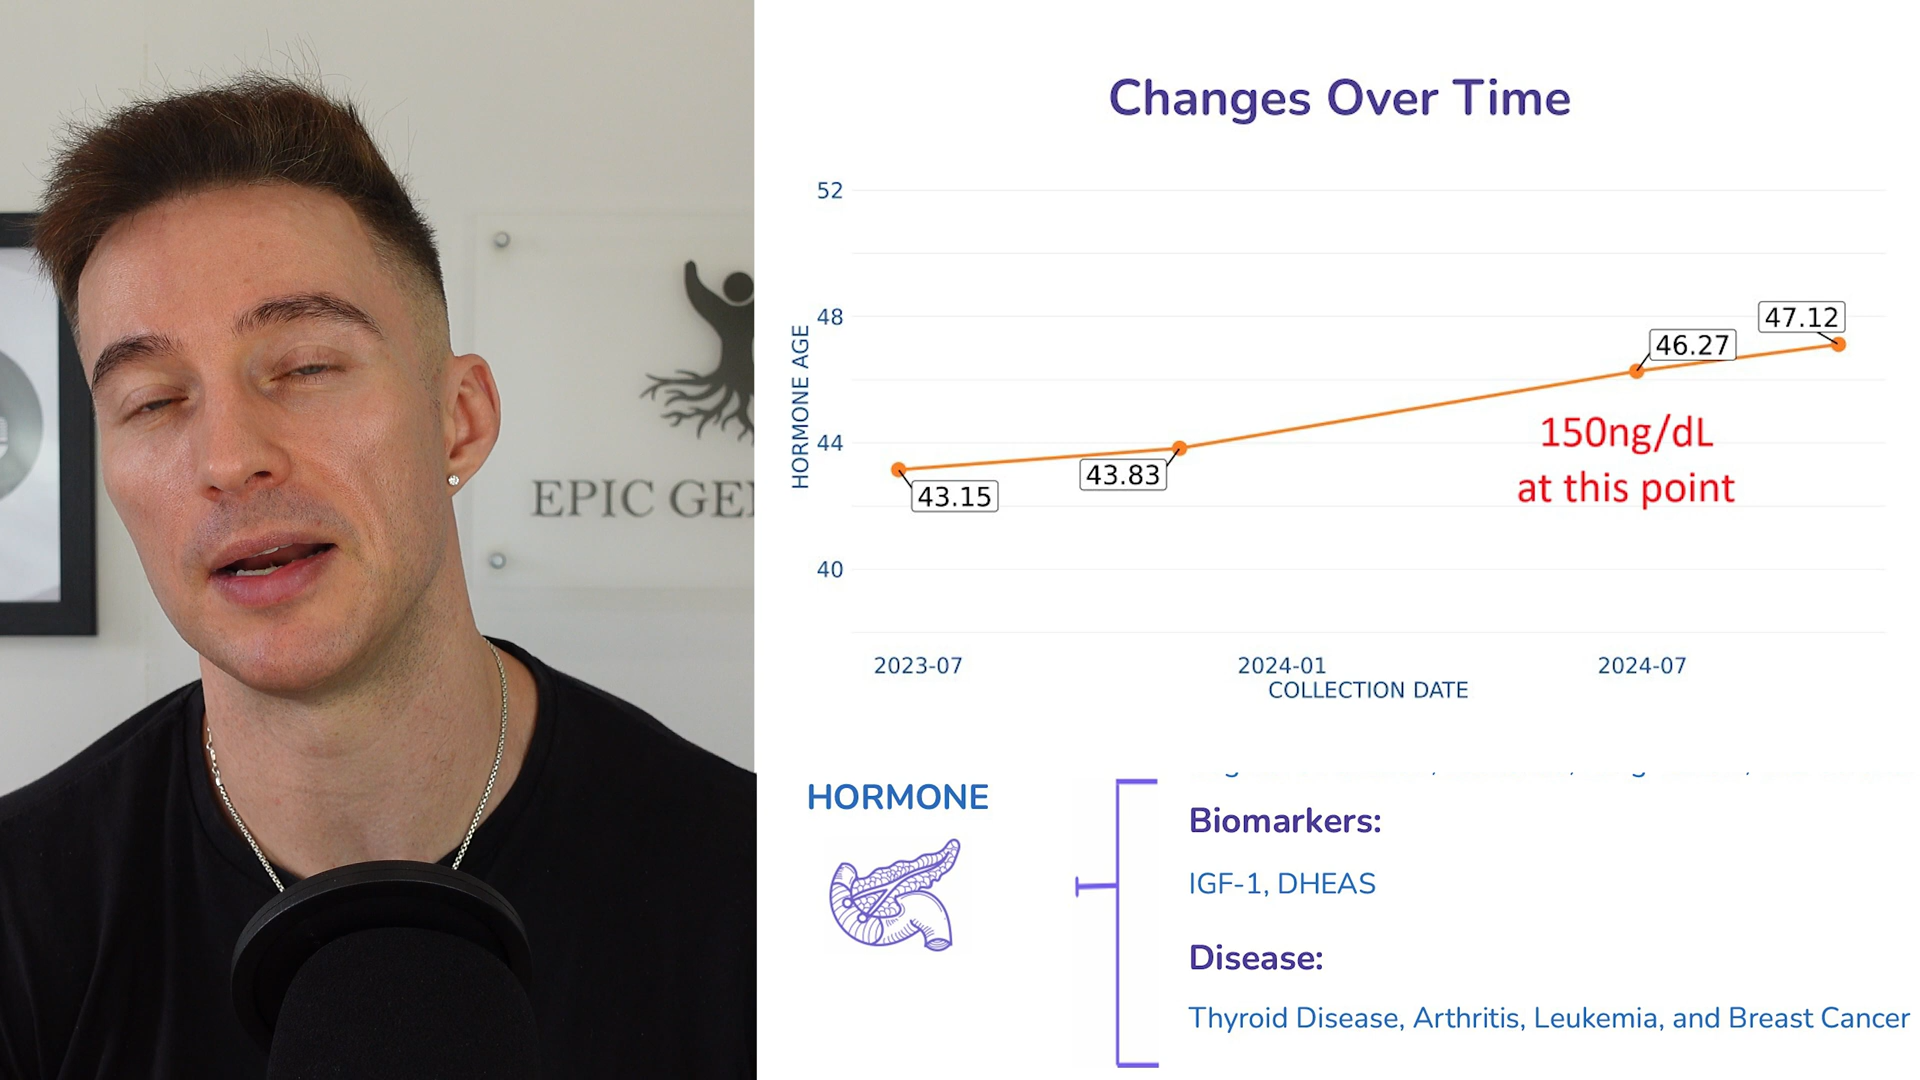 EPIC GE
Changes Over Time
52
48
44
40
HORMONE AGE
43.15
43.83
46.27
47.12
150ng/dL
at this point
2023-07
2024-01
2024-07
COLLECTION DATE
HORMONE
Biomarkers:
IGF-1, DHEAS
Disease:
Thyroid Disease, Arthritis, Leukemia, and Breast Cancer